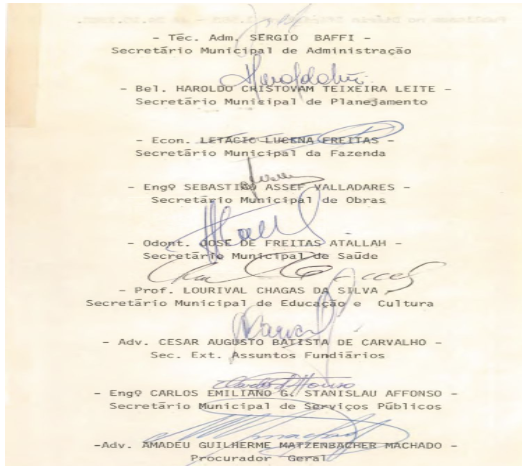 - Téc. Adm. SÉRGIO BAFFI -
Secretário Municipal de Administração
- Bel. HAROLDO CHISTOVAM TEIXEIRA LEITE -
Secretário Municipal de Planejamento
- Econ. LETÁCIO LUCENA FREITAS -
Secretário Municipal da Fazenda
- Engº SEBASTIÃO ASSEF VALLADARES -
Secretário Municipal de Obras
- Odont. JOSÉ DE FREITAS ATALLAH -
Secretário Municipal de Saúde
- Prof. LOURIVAL CHAGAS DA SILVA -
Secretário Municipal de Educação e Cultura
- Adv. CESAR AUGUSTO BATISTA DE CARVALHO -
Sec. Ext. Assuntos Fundiários
- Engº CARLOS EMILIANO G. STANISLAU AFFONSO -
Secretário Municipal de Serviços Públicos
-Adv. AMADEU GUILHERME MATZENBACHER MACHADO -
Procurador Geral